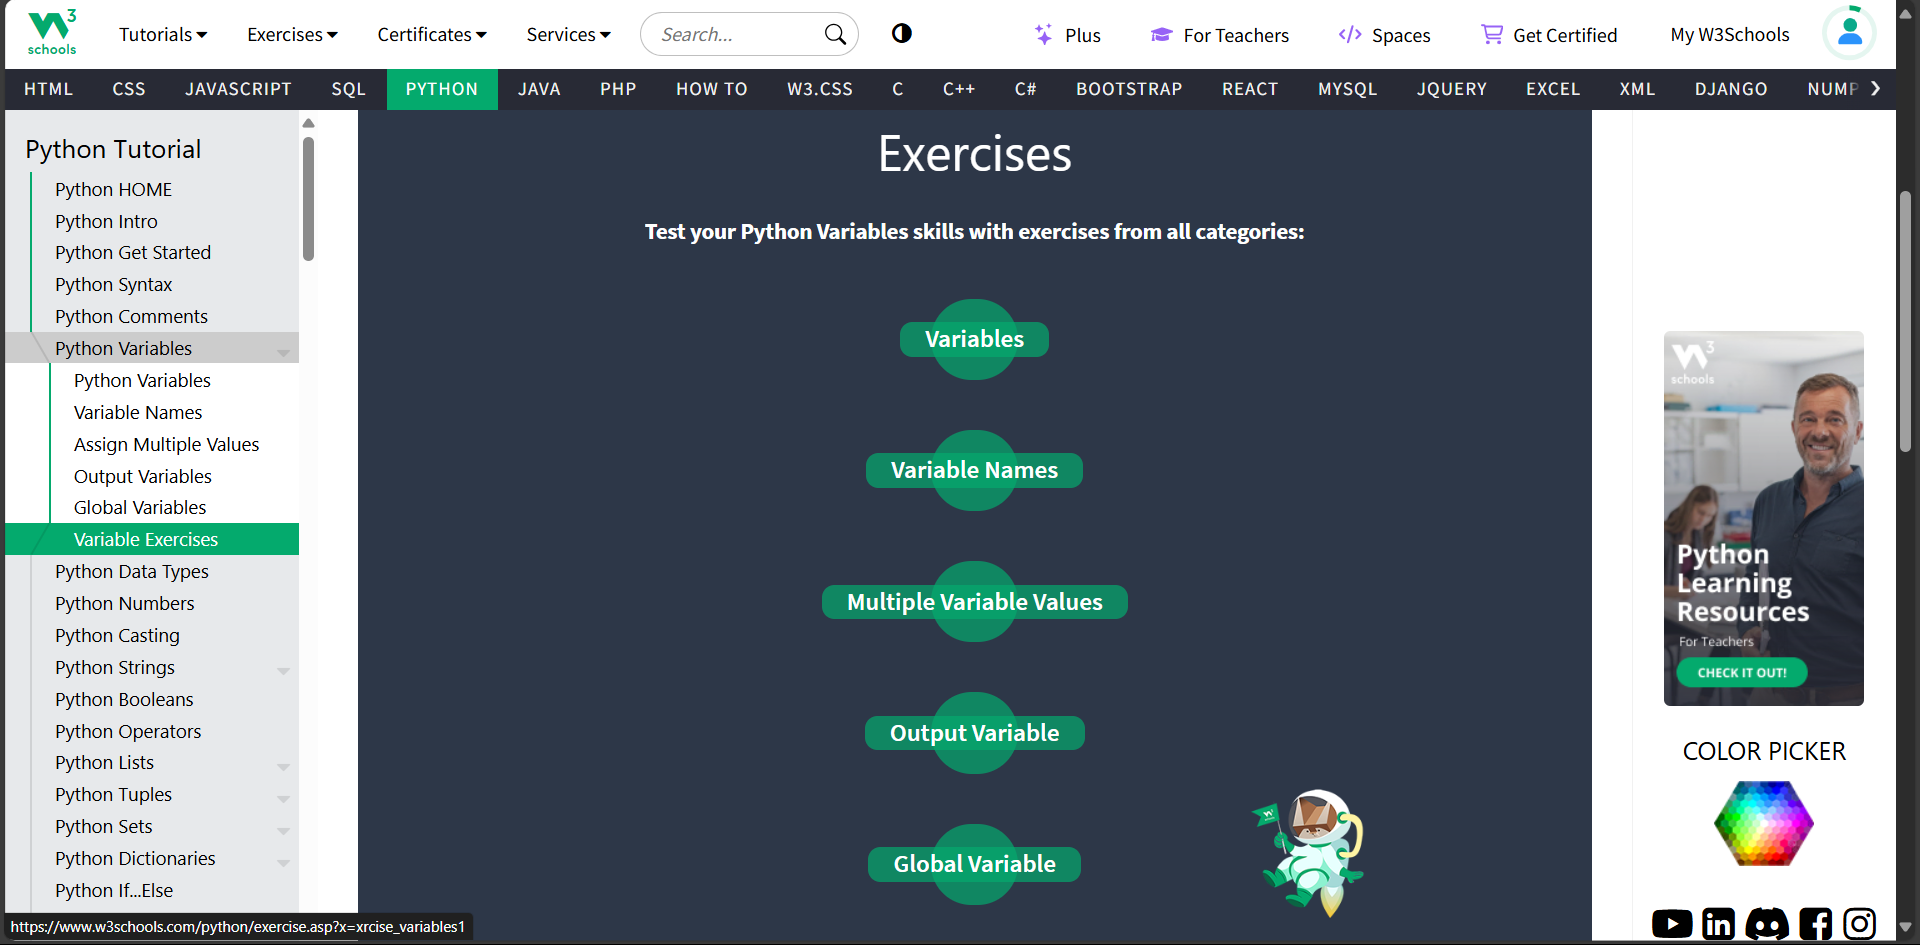 W3
schools
Tutorials
Exercises
Certificates
Services
Search...
Plus
For Teachers
Spaces
Get Certified
My W3Schools
HTML
CSS
JAVASCRIPT
SQL
PYTHON
JAVA
PHP
HOW TO
W3.CSS
C
C++
C#
BOOTSTRAP
REACT
MYSQL
JQUERY
EXCEL
XML
DJANGO
NUMP
Python Tutorial
Python HOME
Python Intro
Python Get Started
Python Syntax
Python Comments
Python Variables
Python Variables
Variable Names
Assign Multiple Values
Output Variables
Global Variables
Variable Exercises
Python Data Types
Python Numbers
Python Casting
Python Strings
Python Booleans
Python Operators
Python Lists
Python Tuples
Python Sets
Python Dictionaries
Python If...Else
https://www.w3schools.com/python/exercise.asp?x=xrcise_variables1
Exercises
Test your Python Variables skills with exercises from all categories:
Variables
Variable Names
Multiple Variable Values
Output Variable
Global Variable
W3
schools
Python
Learning
Resources
For Teachers
CHECK IT OUT!
COLOR PICKER